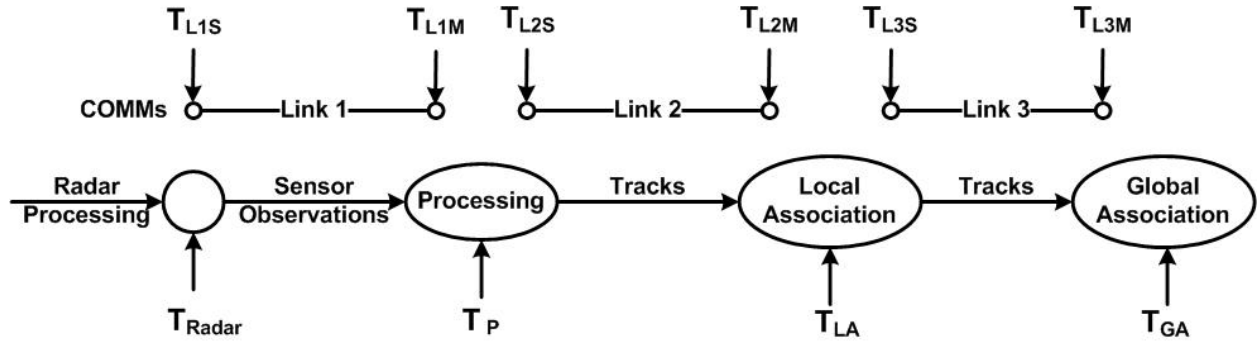 TL1S TL1M TL2S TL2M TL3S TL3M
COMMs Link 1 Link 2 Link 3
Radar Processing
Sensor Observations
Processing
Tracks
Local Association
Tracks
Global Association
TRadar TP TLA TGA